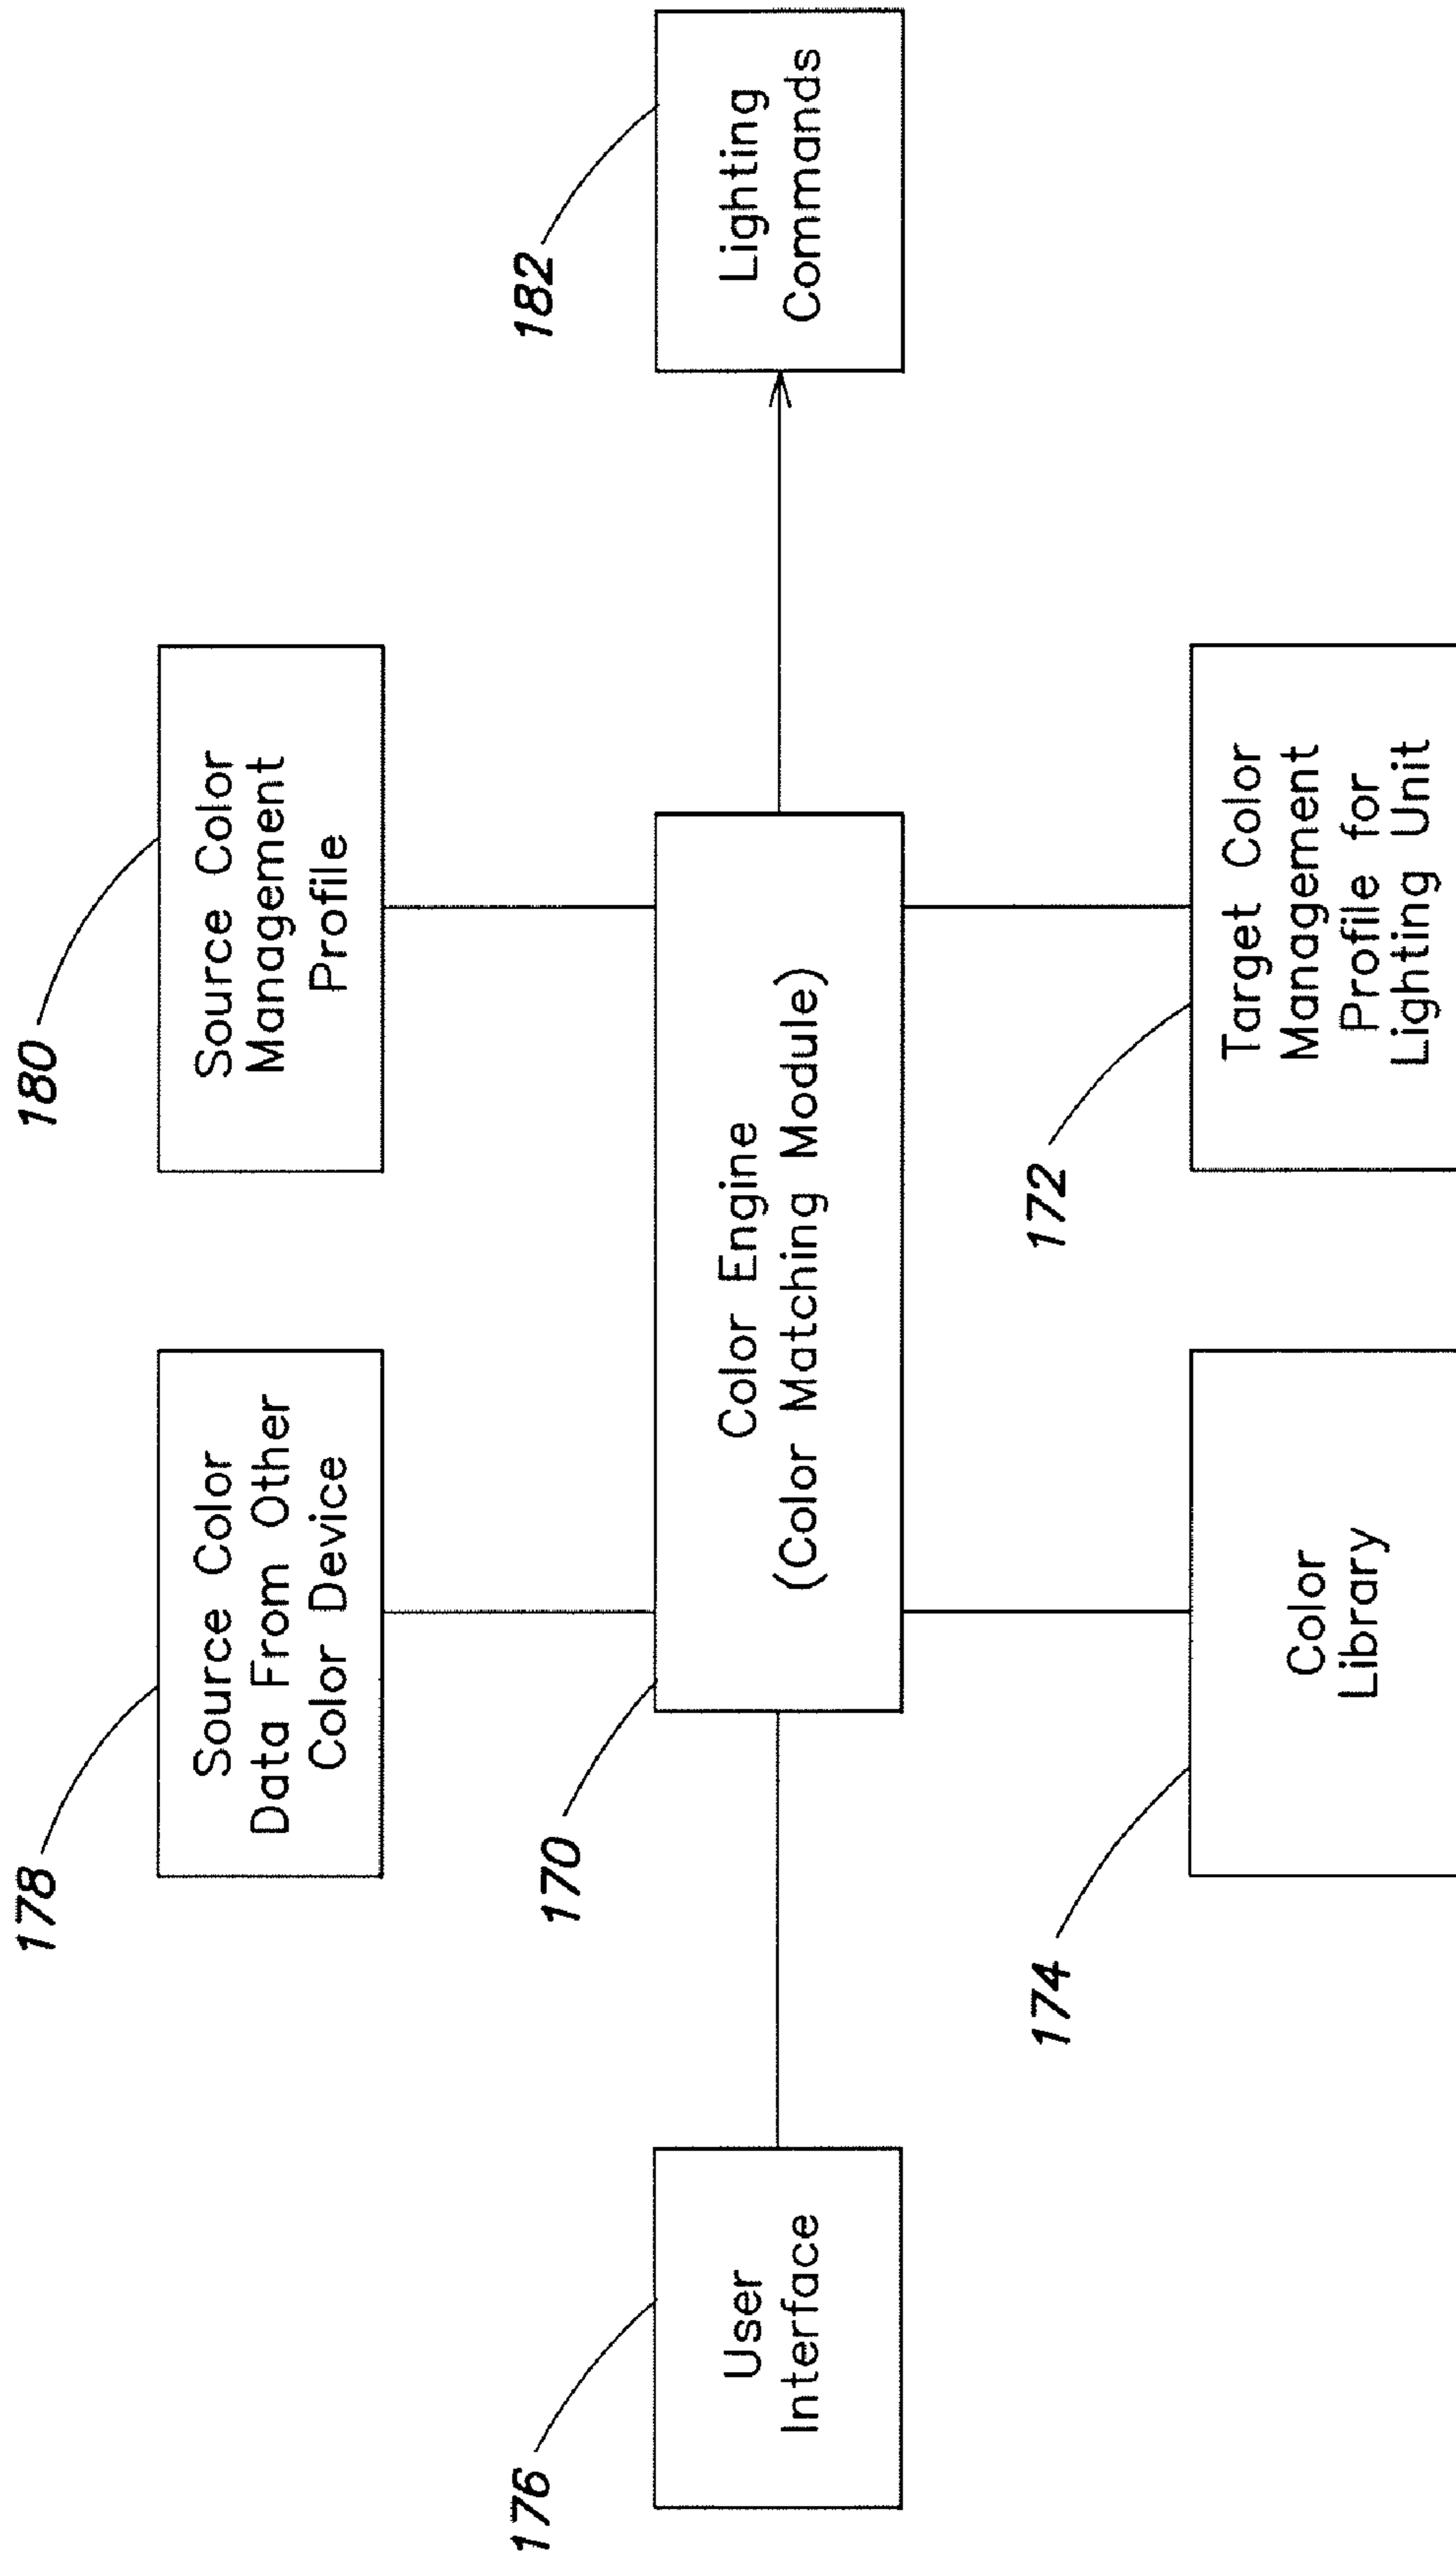 178
Source Color
Data From Other
Color Device
180
Source Color
Management
Profile
176
User
Interface
170
Color Engine
(Color Matching Module)
182
Lighting
Commands
174
Color
Library
172
Target Color
Management
Profile for
Lighting Unit